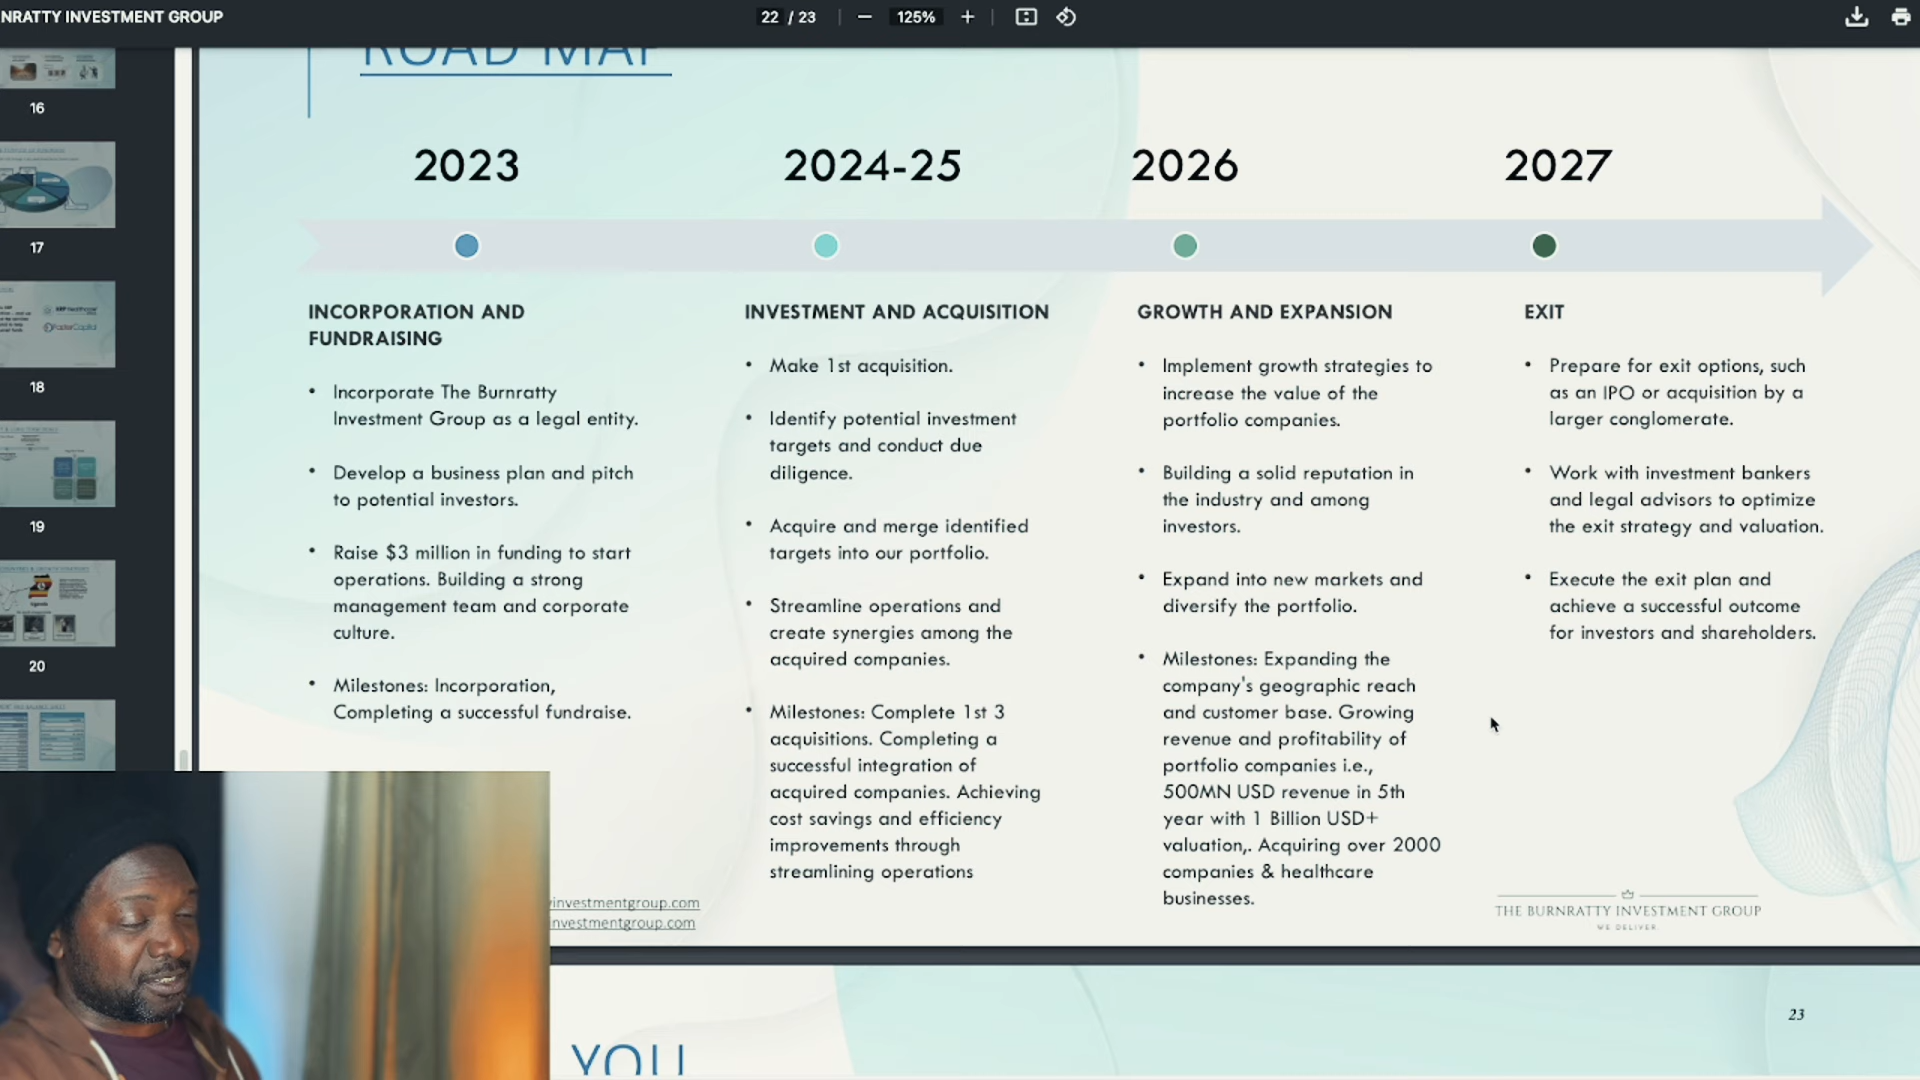 NRATTY INVESTMENT GROUP
22 / 23
125%
ROAD MAP
16
17
18
19
20
2023
2024-25
2026
2027
INCORPORATION AND
FUNDRAISING
• Incorporate The Burnratty
Investment Group as a legal entity.
• Develop a business plan and pitch
to potential investors.
• Raise $3 million in funding to start
operations. Building a strong
management team and corporate
culture.
• Milestones: Incorporation,
Completing a successful fundraise.
INVESTMENT AND ACQUISITION
• Make 1st acquisition.
• Identify potential investment
targets and conduct due
diligence.
• Acquire and merge identified
targets into our portfolio.
• Streamline operations and
create synergies among the
acquired companies.
• Milestones: Complete 1st 3
acquisitions. Completing a
successful integration of
acquired companies. Achieving
cost savings and efficiency
improvements through
streamlining operations
GROWTH AND EXPANSION
• Implement growth strategies to
increase the value of the
portfolio companies.
• Building a solid reputation in
the industry and among
investors.
• Expand into new markets and
diversify the portfolio.
• Milestones: Expanding the
company's geographic reach
and customer base. Growing
revenue and profitability of
portfolio companies i.e.,
500MN USD revenue in 5th
year with 1 Billion USD+
valuation,. Acquiring over 2000
companies & healthcare
businesses.
EXIT
• Prepare for exit options, such
as an IPO or acquisition by a
larger conglomerate.
• Work with investment bankers
and legal advisors to optimize
the exit strategy and valuation.
• Execute the exit plan and
achieve a successful outcome
for investors and shareholders.
investmentgroup.com
investmentgroup.com
THE BURNRATTY INVESTMENT GROUP
WE DELIVER
23
YOU